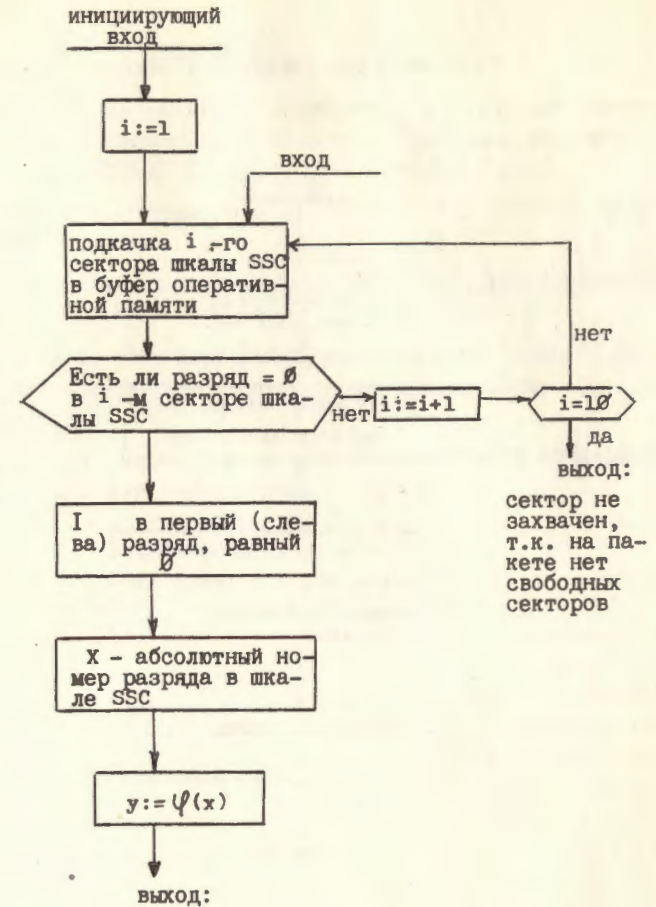 инициирующий
вход
i:=1
вход
подкачка i -го
сектора шкалы SSC
в буфер оператив-
ной памяти
нет
Есть ли разряд = Ø
в i -м секторе шка-
лы SSC
нет
i:=i+1
i=1Ø
да
выход:
сектор не
захвачен,
т.к. на па-
кете нет
свободных
секторов
I в первый (сле-
ва) разряд, равный
Ø
X - абсолютный но-
мер разряда в шка-
ле SSC
y:= φ(x)
выход: